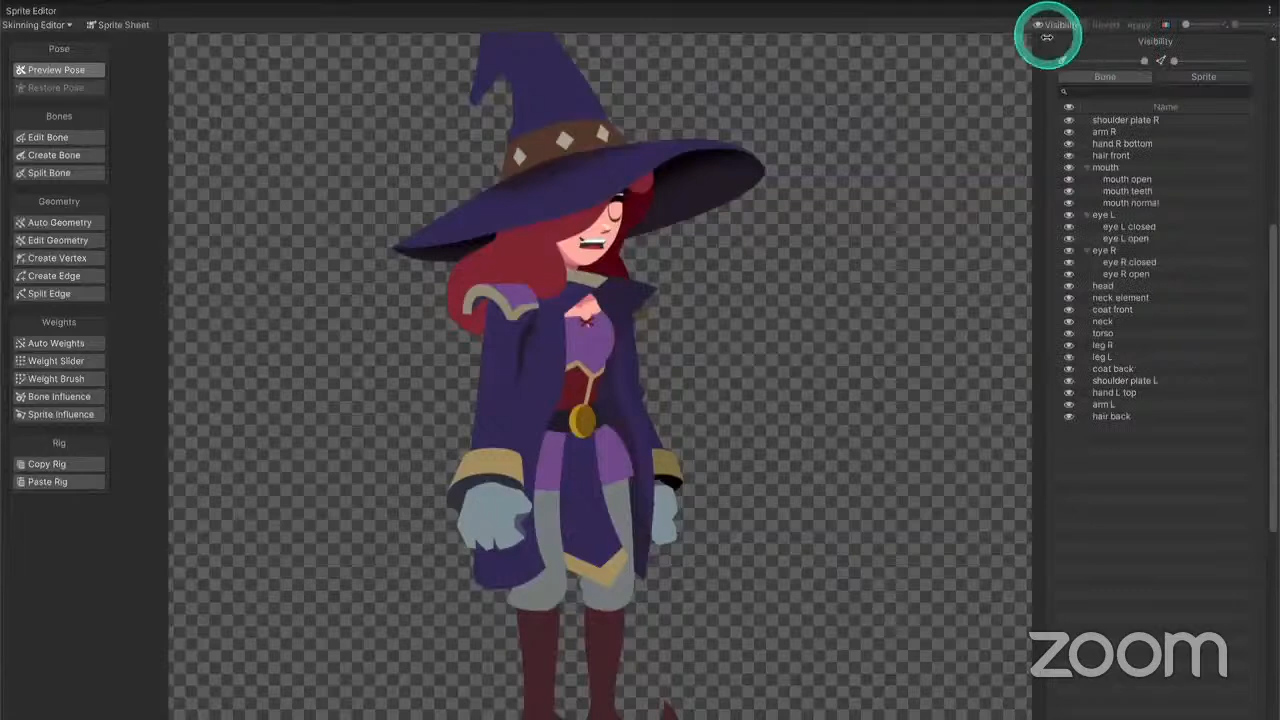 Sprite Editor
Skinning Editor
Sprite Sheet
Visibility
Revert
Apply
Pose
Preview Pose
Restore Pose
Bones
Edit Bone
Create Bone
Split Bone
Geometry
Auto Geometry
Edit Geometry
Create Vertex
Create Edge
Split Edge
Weights
Auto Weights
Weight Slider
Weight Brush
Bone Influence
Sprite Influence
Rig
Copy Rig
Paste Rig
Visibility
Bone
Sprite
Name
shoulder plate R
arm R
hand R bottom
hair front
mouth
mouth open
mouth teeth
mouth normal
eye L
eye L closed
eye L open
eye R
eye R closed
eye R open
head
neck element
coat front
neck
torso
leg R
leg L
coat back
shoulder plate L
hand L top
arm L
hair back
zoom